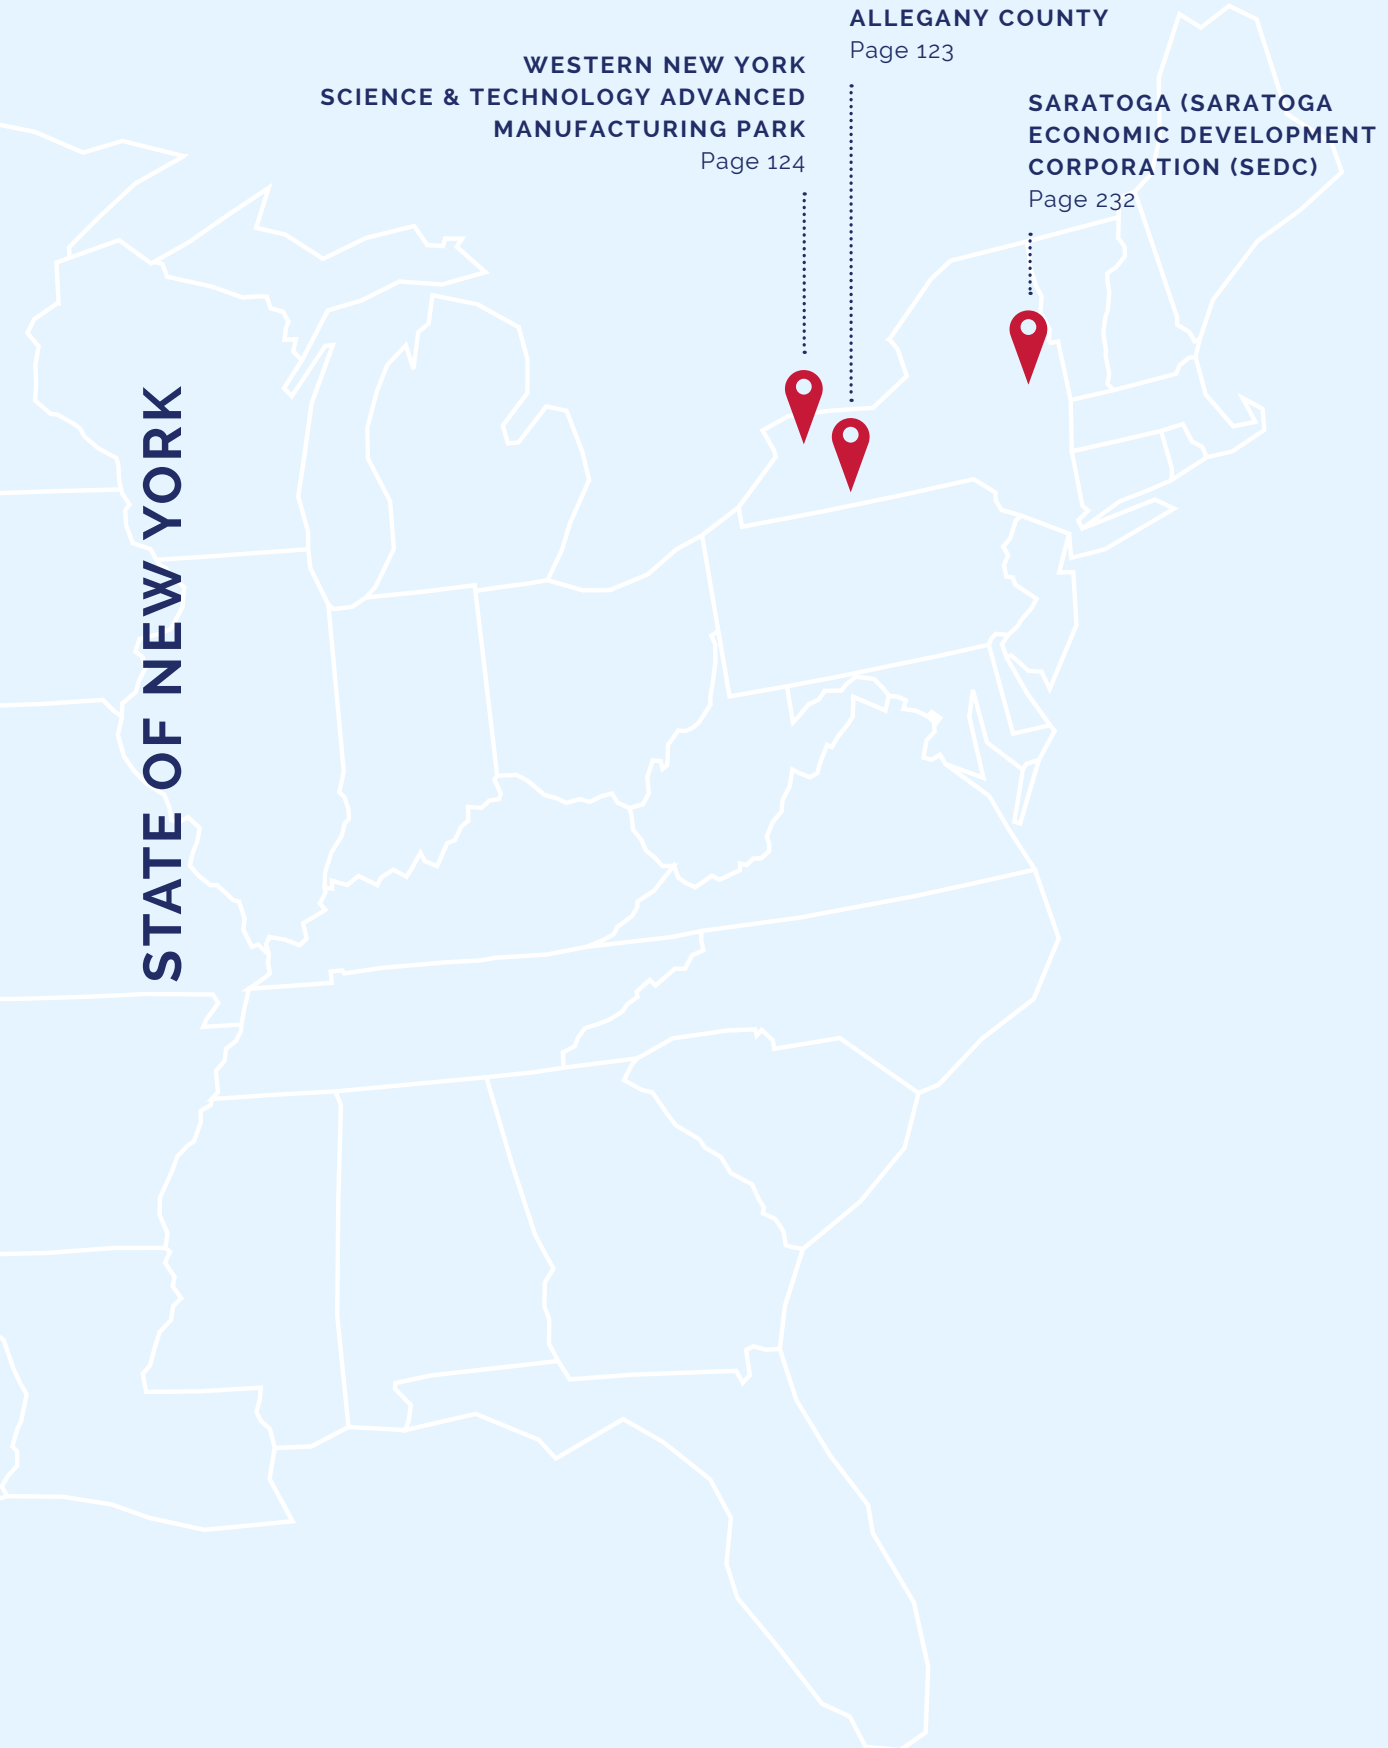 ALLEGANY COUNTY
Page 123
WESTERN NEW YORK
SCIENCE & TECHNOLOGY ADVANCED
MANUFACTURING PARK
Page 124
SARATOGA (SARATOGA
ECONOMIC DEVELOPMENT
CORPORATION (SEDC)
Page 232
STATE OF NEW YORK